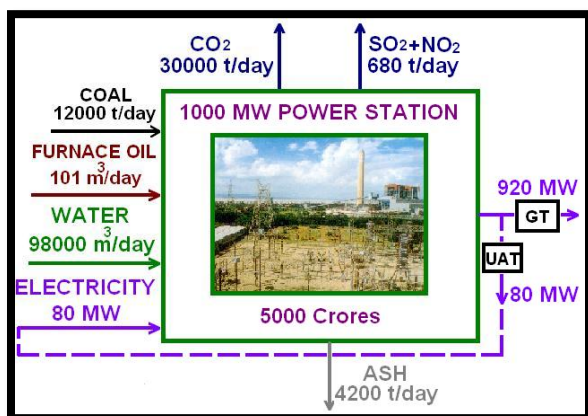 CO2
30000 t/day
SO2+NO2
680 t/day
COAL
12000 t/day
1000 MW POWER STATION
FURNACE OIL
101 m3/day
WATER
98000 m3/day
ELECTRICITY
80 MW
920 MW
GT
UAT
80 MW
5000 Crores
ASH
4200 t/day